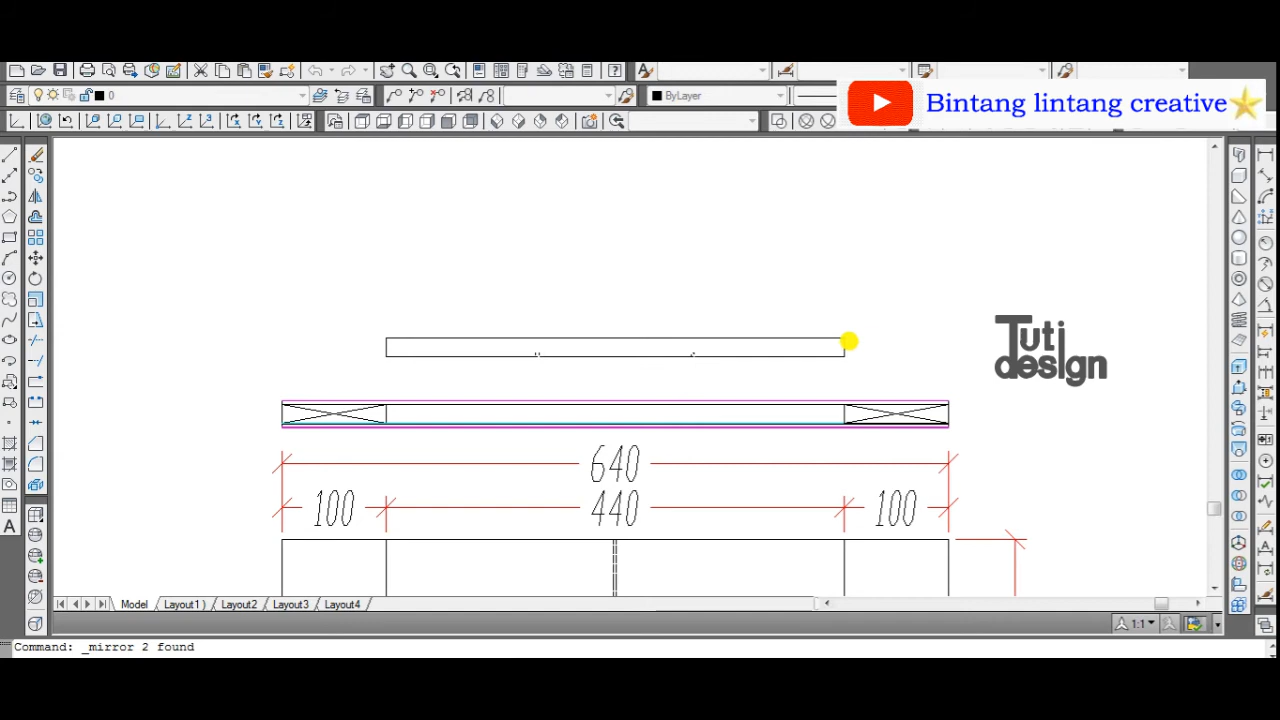 0
ByLayer
Bintang lintang creative
Tuti
design
640
100
440
100
Model
Layout1)
Layout2
Layout3
Layout4
1:1
Command: _mirror 2 found